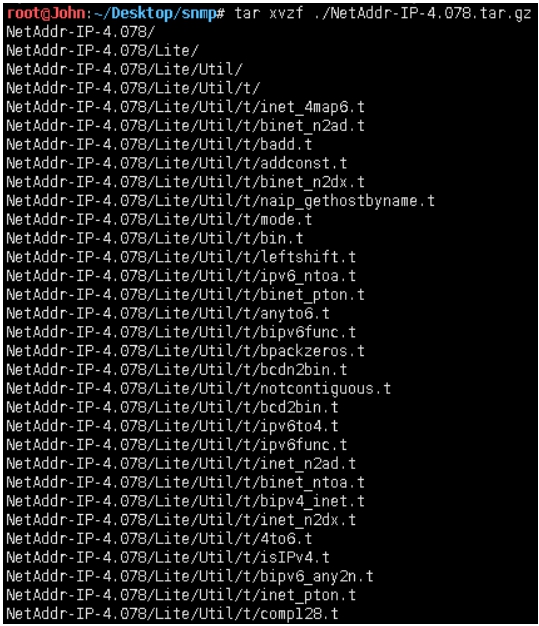 root@John:~/Desktop/snmp# tar xvzf ./NetAddr-IP-4.078.tar.gz
NetAddr-IP-4.078/
NetAddr-IP-4.078/Lite/
NetAddr-IP-4.078/Lite/Util/
NetAddr-IP-4.078/Lite/Util/t/
NetAddr-IP-4.078/Lite/Util/t/inet_4map6.t
NetAddr-IP-4.078/Lite/Util/t/binet_n2ad.t
NetAddr-IP-4.078/Lite/Util/t/badd.t
NetAddr-IP-4.078/Lite/Util/t/addconst.t
NetAddr-IP-4.078/Lite/Util/t/binet_n2dx.t
NetAddr-IP-4.078/Lite/Util/t/naip_gethostbyname.t
NetAddr-IP-4.078/Lite/Util/t/mode.t
NetAddr-IP-4.078/Lite/Util/t/bin.t
NetAddr-IP-4.078/Lite/Util/t/leftshift.t
NetAddr-IP-4.078/Lite/Util/t/ipv6_ntoa.t
NetAddr-IP-4.078/Lite/Util/t/binet_pton.t
NetAddr-IP-4.078/Lite/Util/t/anyto6.t
NetAddr-IP-4.078/Lite/Util/t/bipv6func.t
NetAddr-IP-4.078/Lite/Util/t/bpackzeros.t
NetAddr-IP-4.078/Lite/Util/t/bcdn2bin.t
NetAddr-IP-4.078/Lite/Util/t/notcontiguous.t
NetAddr-IP-4.078/Lite/Util/t/bcd2bin.t
NetAddr-IP-4.078/Lite/Util/t/ipv6to4.t
NetAddr-IP-4.078/Lite/Util/t/ipv6func.t
NetAddr-IP-4.078/Lite/Util/t/inet_n2ad.t
NetAddr-IP-4.078/Lite/Util/t/binet_ntoa.t
NetAddr-IP-4.078/Lite/Util/t/bipv4_inet.t
NetAddr-IP-4.078/Lite/Util/t/inet_n2dx.t
NetAddr-IP-4.078/Lite/Util/t/4to6.t
NetAddr-IP-4.078/Lite/Util/t/isIPv4.t
NetAddr-IP-4.078/Lite/Util/t/bipv6_any2n.t
NetAddr-IP-4.078/Lite/Util/t/inet_pton.t
NetAddr-IP-4.078/Lite/Util/t/comp128.t